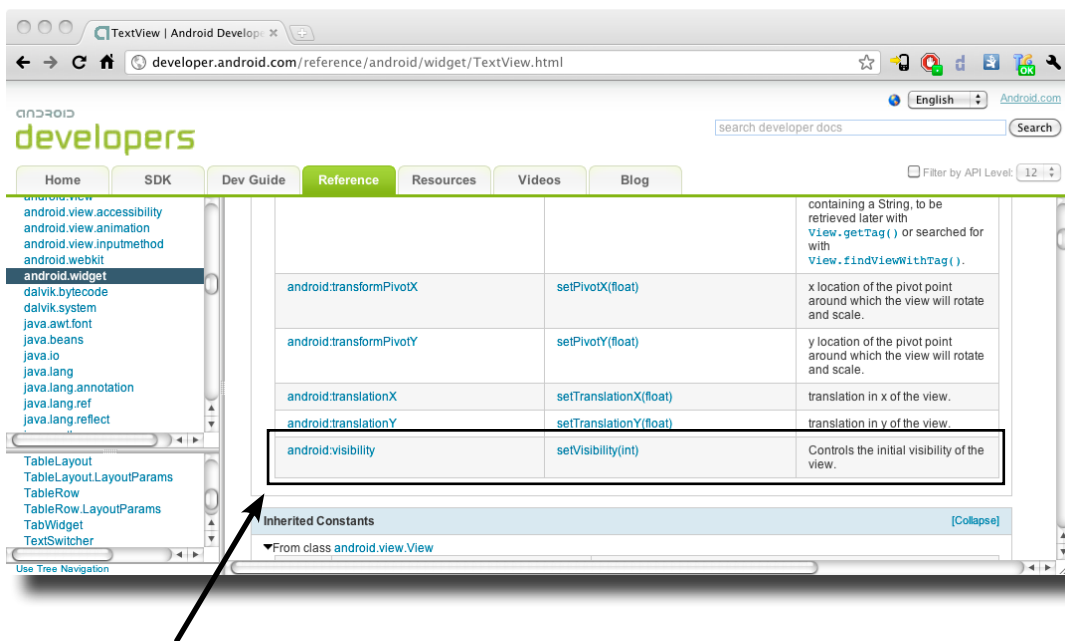 TextView | Android Develop
developer.android.com/reference/android/widget/TextView.html
English
Android.com
android
developers
search developer docs
Search
Home
SDK
Dev Guide
Reference
Resources
Videos
Blog
Filter by API Level: 12
android.view
android.view.accessibility
android.view.animation
android.view.inputmethod
android.webkit
android.widget
dalvik.bytecode
dalvik.system
java.awt.font
java.beans
java.io
java.lang
java.lang.annotation
java.lang.ref
java.lang.reflect
TableLayout
TableLayout.LayoutParams
TableRow
TableRow.LayoutParams
TabWidget
TextSwitcher
Use Tree Navigation
containing a String, to be
retrieved later with
View.getTag() or searched for
with
View.findViewWithTag().
android:transformPivotX
setPivotX(float)
x location of the pivot point
around which the view will rotate
and scale.
android:transformPivotY
setPivotY(float)
y location of the pivot point
around which the view will rotate
and scale.
android:translationX
setTranslationX(float)
translation in x of the view.
android:translationY
setTranslationY(float)
translation in y of the view.
android:visibility
setVisibility(int)
Controls the initial visibility of the
view.
Inherited Constants
[Collapse]
From class android.view.View